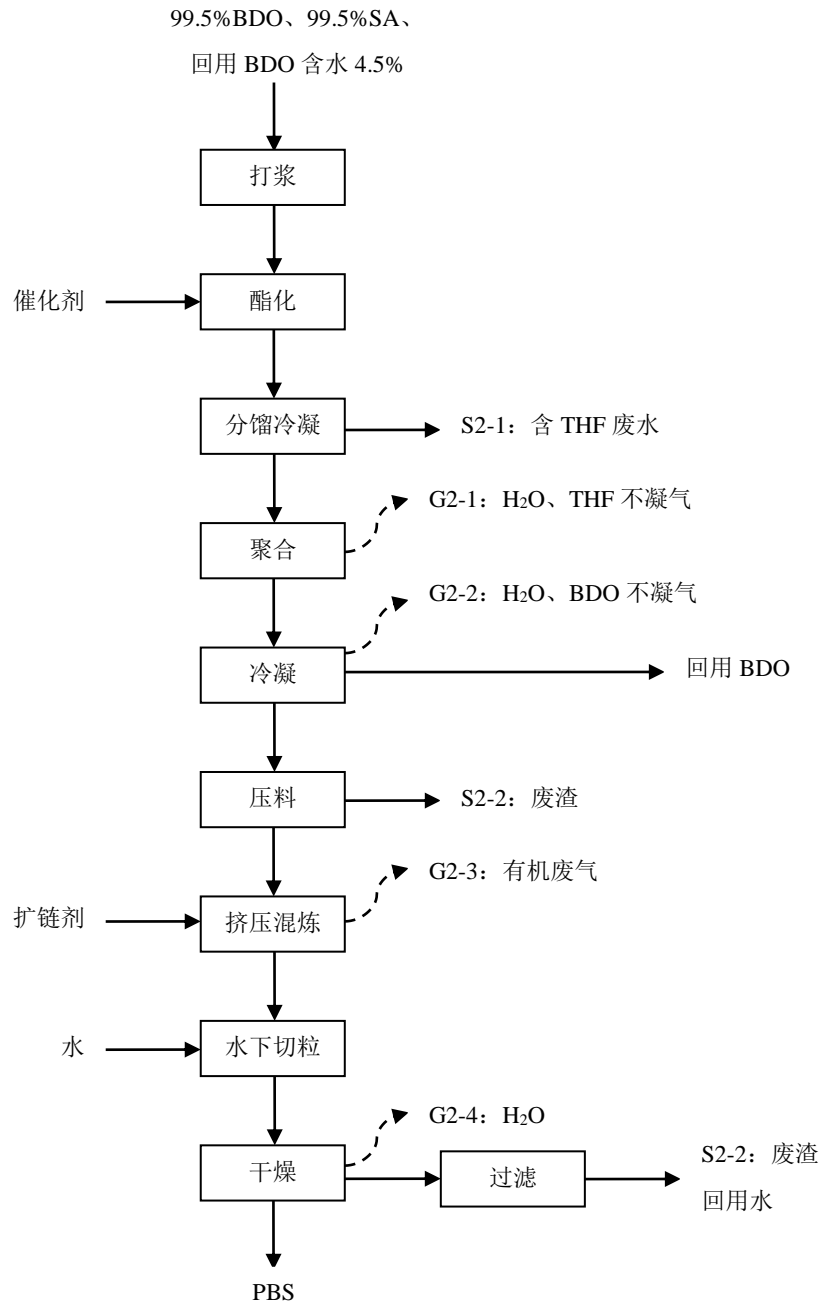 99.5%BDO、99.5%SA、
回用 BDO 含水 4.5%
打浆
催化剂
酯化
分馏冷凝
S2-1：含 THF 废水
G2-1：H₂O、THF 不凝气
聚合
G2-2：H₂O、BDO 不凝气
冷凝
回用 BDO
压料
S2-2：废渣
G2-3：有机废气
扩链剂
挤压混炼
水
水下切粒
G2-4：H₂O
干燥
过滤
S2-2：废渣
回用水
PBS